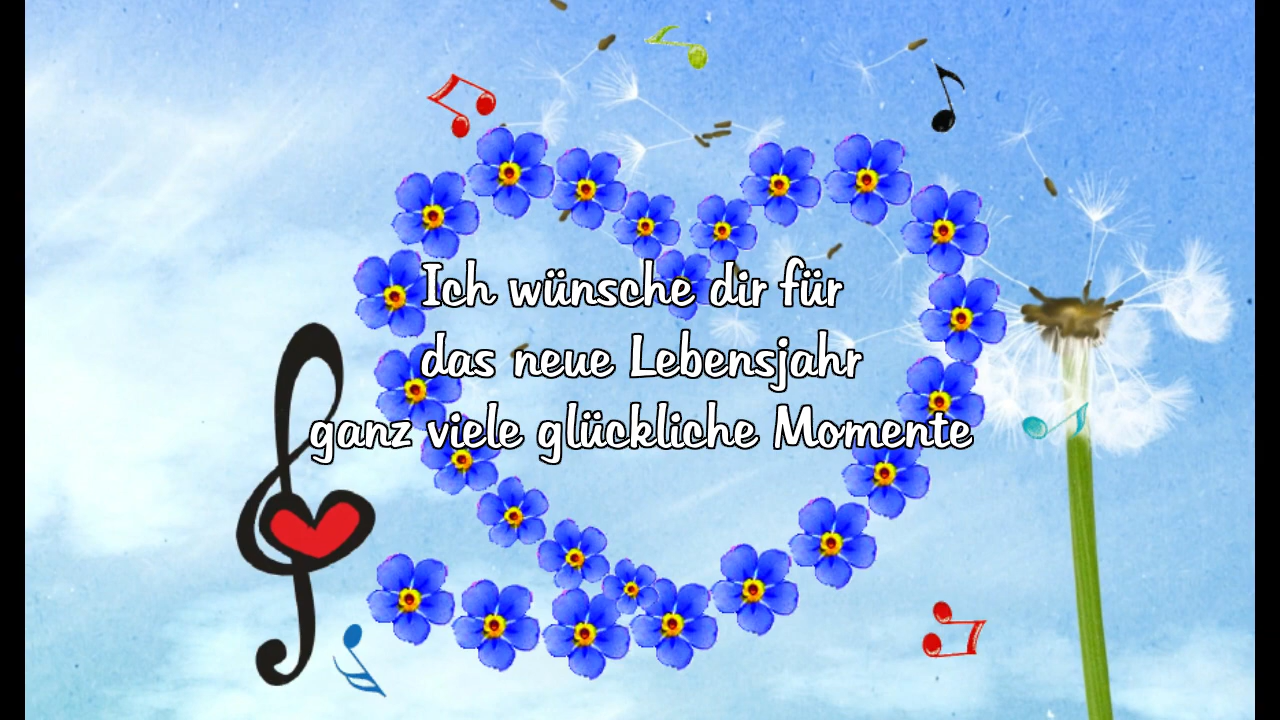 Ich wünsche dir für
das neue Lebensjahr
ganz viele glückliche Momente